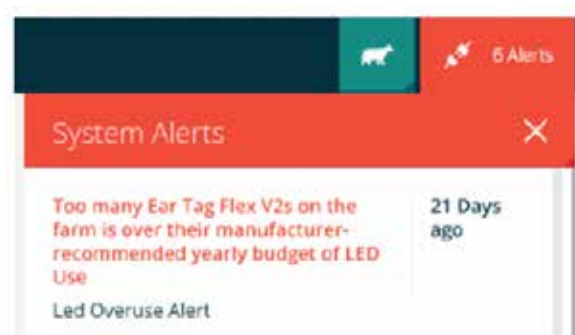 6 Alerts
System Alerts
Too many Ear Tag Flex V2s on the
21 Days
farm is over their manufacturer-
ago
recommended yearly budget of LED
Use
Led Overuse Alert